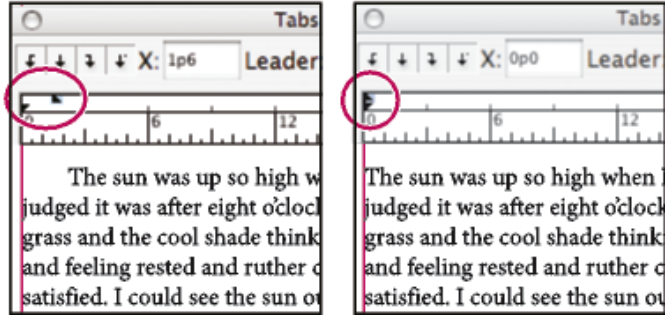 Tabs
X: 1p6 Leader
0 6 12
The sun was up so high w
judged it was after eight o'clock
grass and the cool shade think
and feeling rested and ruther
satisfied. I could see the sun
Tabs
X: 0p0 Leader
0 6 12
The sun was up so high when
judged it was after eight o'clock
grass and the cool shade think
and feeling rested and ruther
satisfied. I could see the sun ou